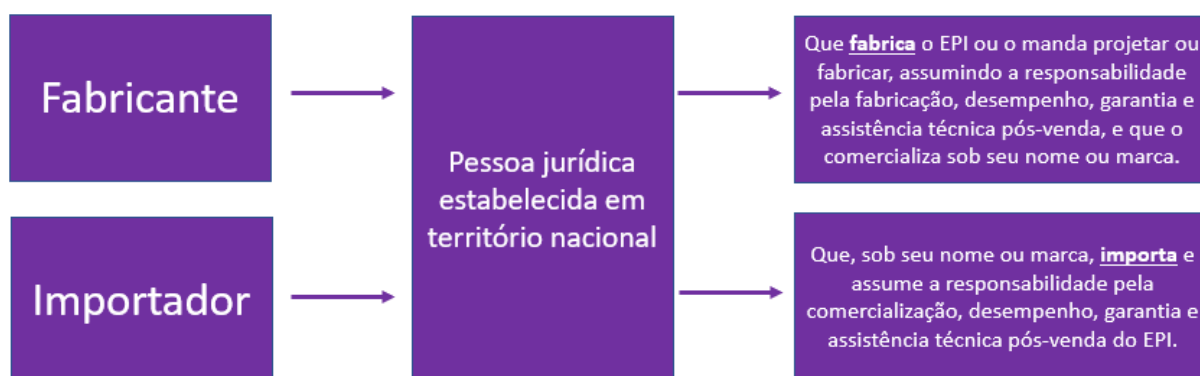 Fabricante
Importador
Pessoa jurídica
estabelecida em
território nacional
Que fabrica o EPI ou o manda projetar ou
fabricar, assumindo a responsabilidade
pela fabricação, desempenho, garantia e
assistência técnica pós-venda, e que o
comercializa sob seu nome ou marca.
Que, sob seu nome ou marca, importa e
assume a responsabilidade pela
comercialização, desempenho, garantia e
assistência técnica pós-venda do EPI.